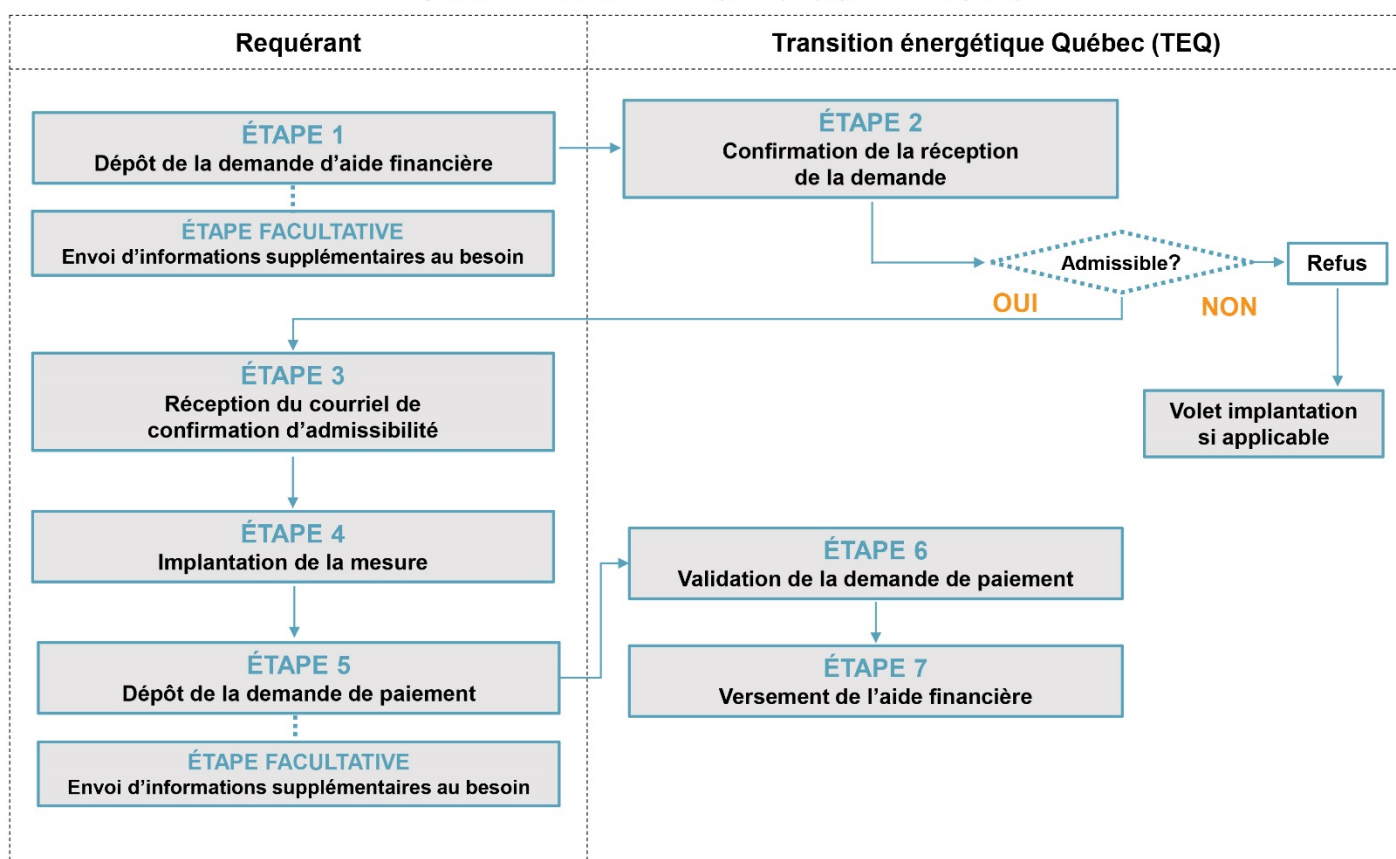 Requérant
Transition énergétique Québec (TEQ)
ÉTAPE 1
Dépôt de la demande d’aide financière
ÉTAPE FACULTATIVE
Envoi d’informations supplémentaires au besoin
ÉTAPE 2
Confirmation de la réception
de la demande
Admissible?
Refus
OUI
NON
Volet implantation
si applicable
ÉTAPE 3
Réception du courriel de
confirmation d’admissibilité
ÉTAPE 4
Implantation de la mesure
ÉTAPE 5
Dépôt de la demande de paiement
ÉTAPE FACULTATIVE
Envoi d’informations supplémentaires au besoin
ÉTAPE 6
Validation de la demande de paiement
ÉTAPE 7
Versement de l’aide financière